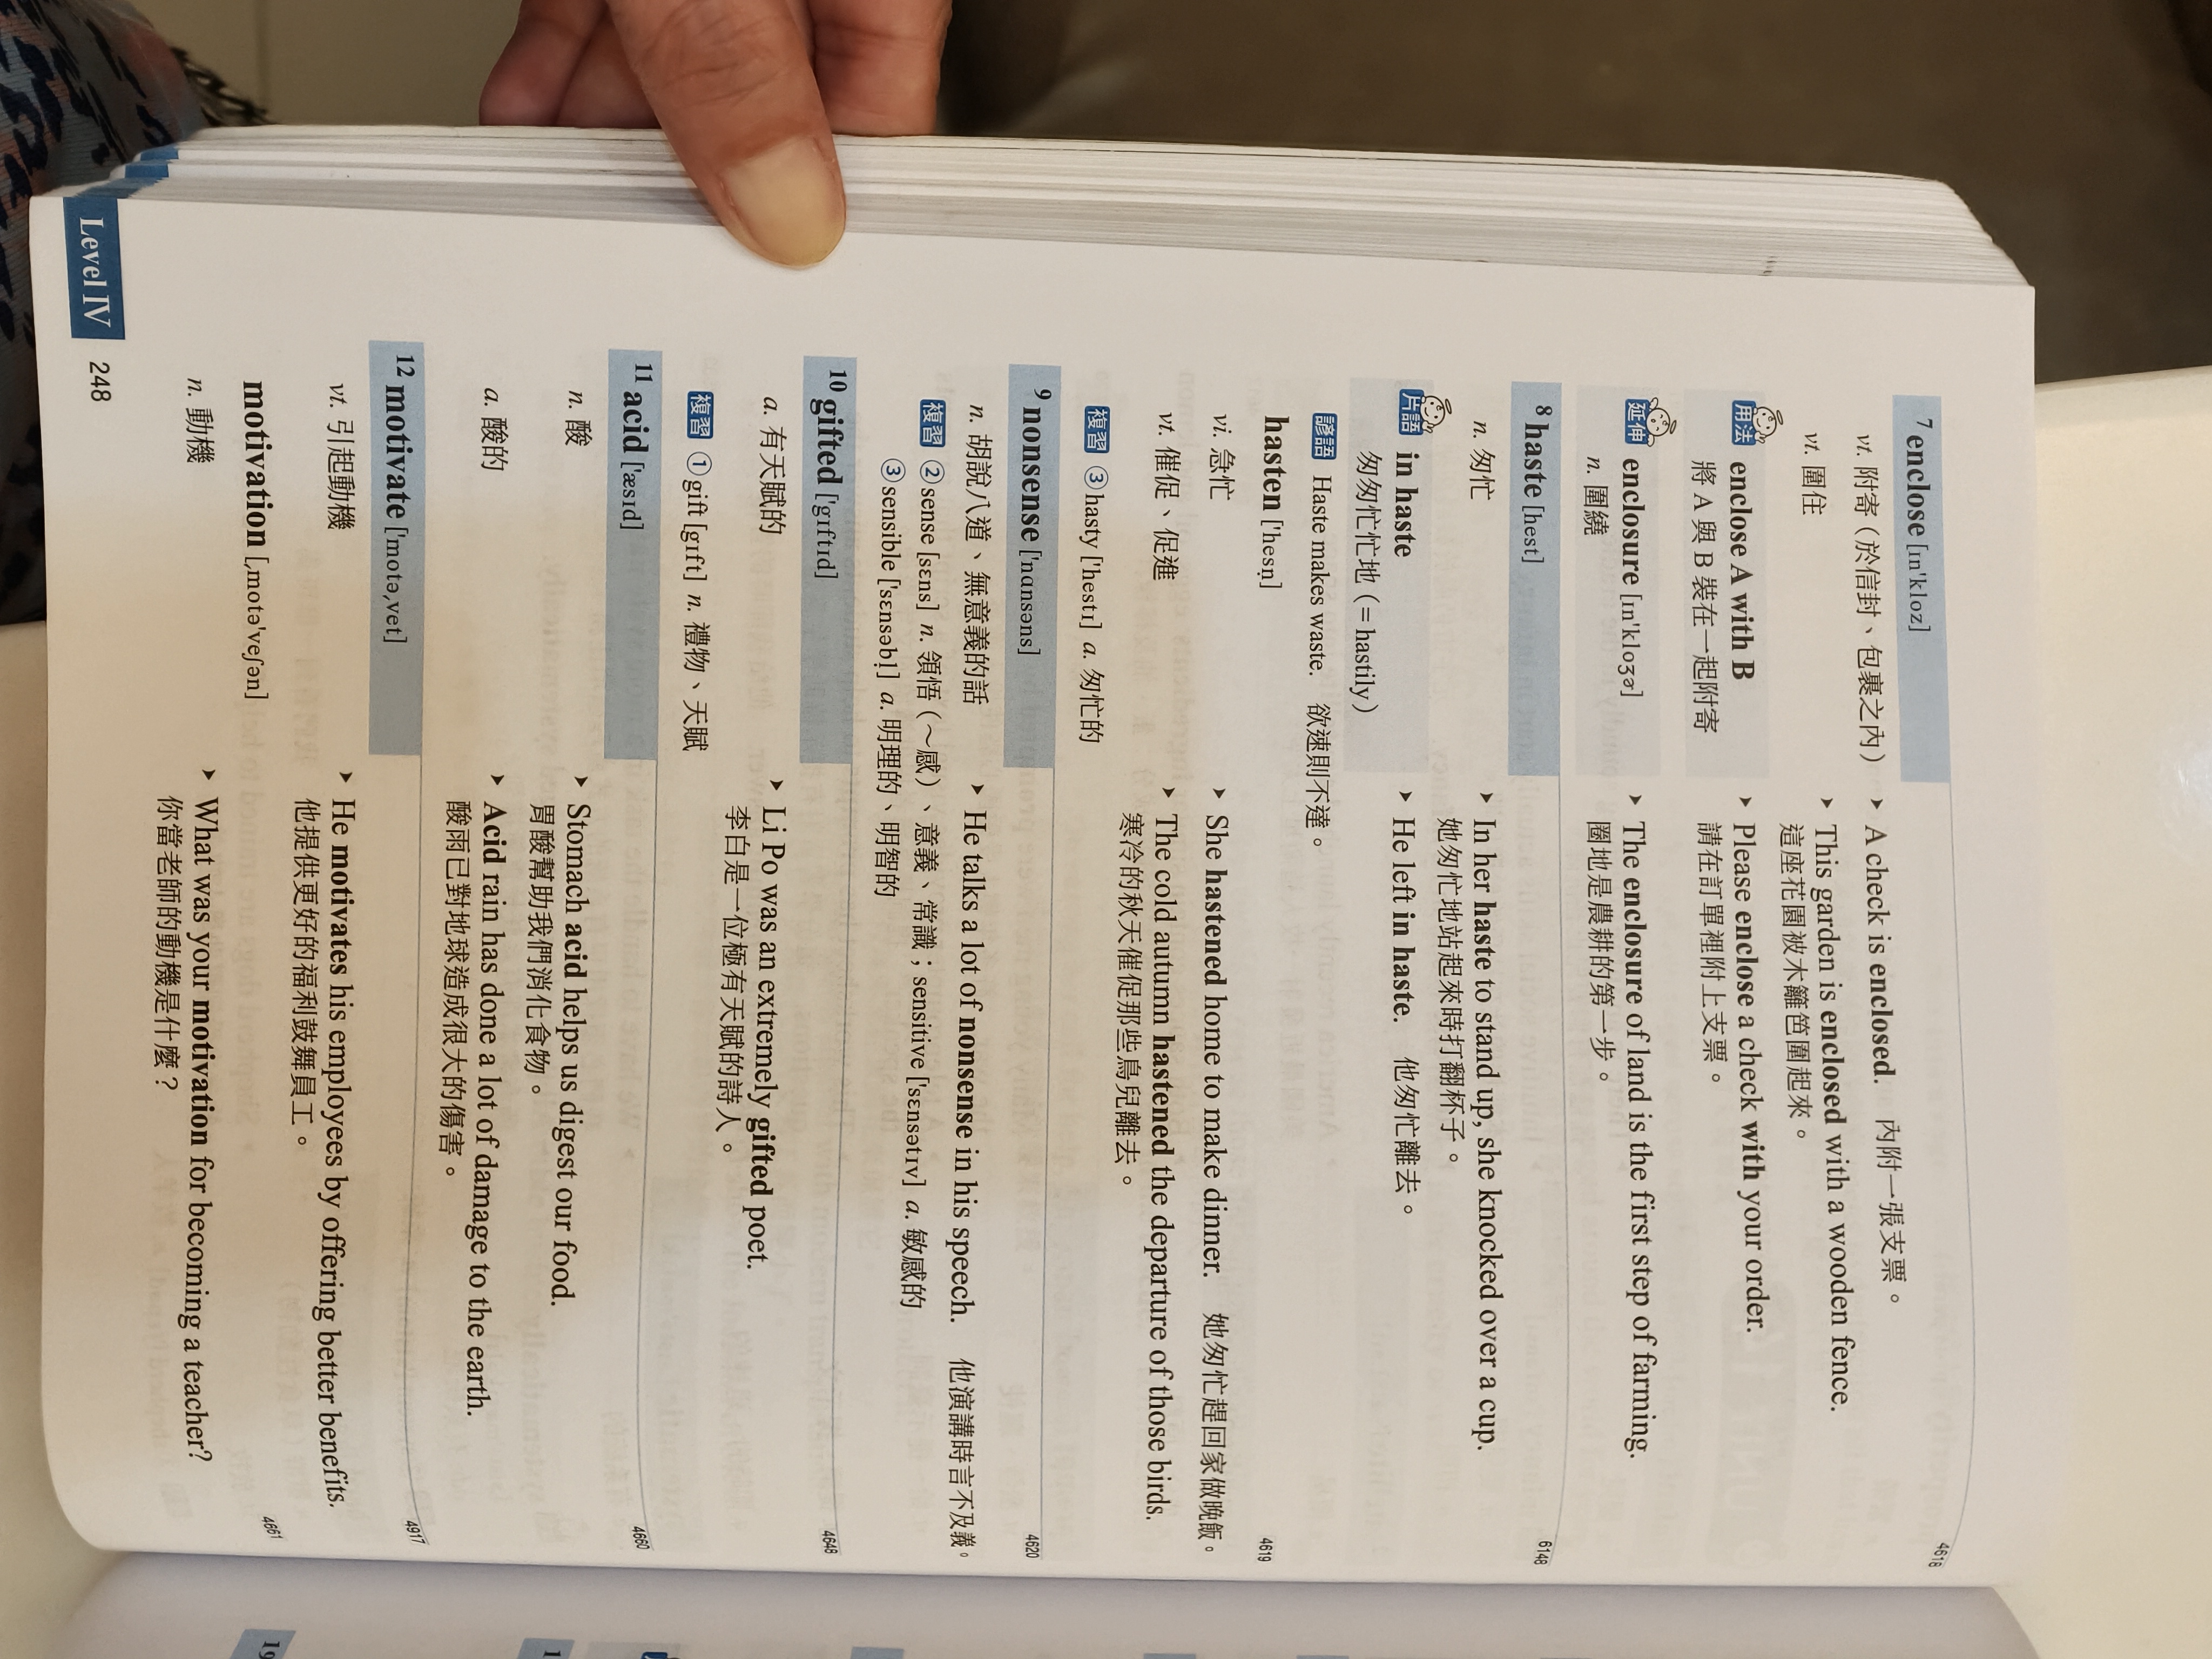 7 enclose [ɪnˋkloz] 4618
vt. 附寄（於信封、包裹之內） ➤ A check is enclosed. 內附一張支票。
vt. 圍住 ➤ This garden is enclosed with a wooden fence.
這座花園被木籬笆圍起來。
用法 enclose A with B ➤ Please enclose a check with your order.
將 A 與 B 裝在一起附寄 請在訂單裡附上支票。
延伸 enclosure [ɪnˋkloʒɚ] ➤ The enclosure of land is the first step of farming.
n. 圍繞 圈地是農耕的第一步。
8 haste [hest] 6148
n. 匆忙 ➤ In her haste to stand up, she knocked over a cup.
她匆忙地站起來時打翻杯子。
片語 in haste ➤ He left in haste. 他匆忙離去。
匆匆忙忙地（= hastily）
諺語 Haste makes waste. 欲速則不達。
hasten [ˋhesṇ] 4619
vi. 急忙 ➤ She hastened home to make dinner. 她匆忙趕回家做晚飯。
vt. 催促、促進 ➤ The cold autumn hastened the departure of those birds.
寒冷的秋天催促那些鳥兒離去。
複習 ③ hasty [ˋhestɪ] a. 匆忙的
9 nonsense [ˋnɑnsəns] 4620
n. 胡說八道、無意義的話 ➤ He talks a lot of nonsense in his speech. 他演講時言不及義。
複習 ② sense [sɛns] n. 領悟（～感）、意義、常識；sensitive [ˋsɛnsətɪv] a. 敏感的
③ sensible [ˋsɛnsəbḷ] a. 明理的、明智的
10 gifted [ˋgɪftɪd] 4648
a. 有天賦的 ➤ Li Po was an extremely gifted poet.
李白是一位極有天賦的詩人。
複習 ① gift [gɪft] n. 禮物、天賦
11 acid [ˋæsɪd] 4660
n. 酸 ➤ Stomach acid helps us digest our food.
胃酸幫助我們消化食物。
a. 酸的 ➤ Acid rain has done a lot of damage to the earth.
酸雨已對地球造成很大的傷害。
12 motivate [ˋmotəˏvet] 4917
vt. 引起動機 ➤ He motivates his employees by offering better benefits.
他提供更好的福利鼓舞員工。
motivation [ˏmotəˋveʃən] 4661
n. 動機 ➤ What was your motivation for becoming a teacher?
你當老師的動機是什麼？
Level IV 248